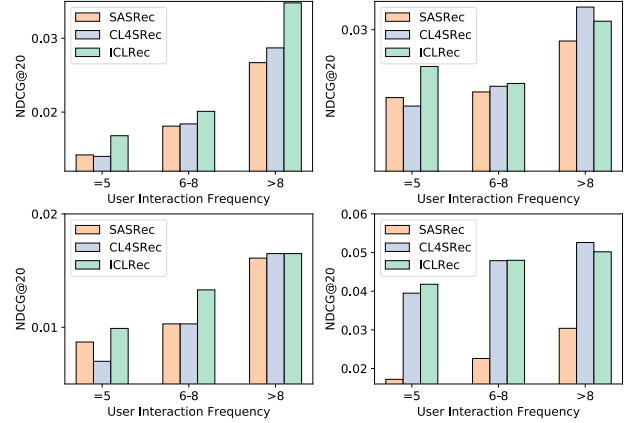 SASRec
CL4SRec
ICLRec
0.03
0.02
NDCG@20
=5
6-8
>8
User Interaction Frequency
SASRec
CL4SRec
ICLRec
0.03
NDCG@20
=5
6-8
>8
User Interaction Frequency
SASRec
CL4SRec
ICLRec
0.02
0.01
NDCG@20
=5
6-8
>8
User Interaction Frequency
SASRec
CL4SRec
ICLRec
0.06
0.05
0.04
0.03
0.02
NDCG@20
=5
6-8
>8
User Interaction Frequency